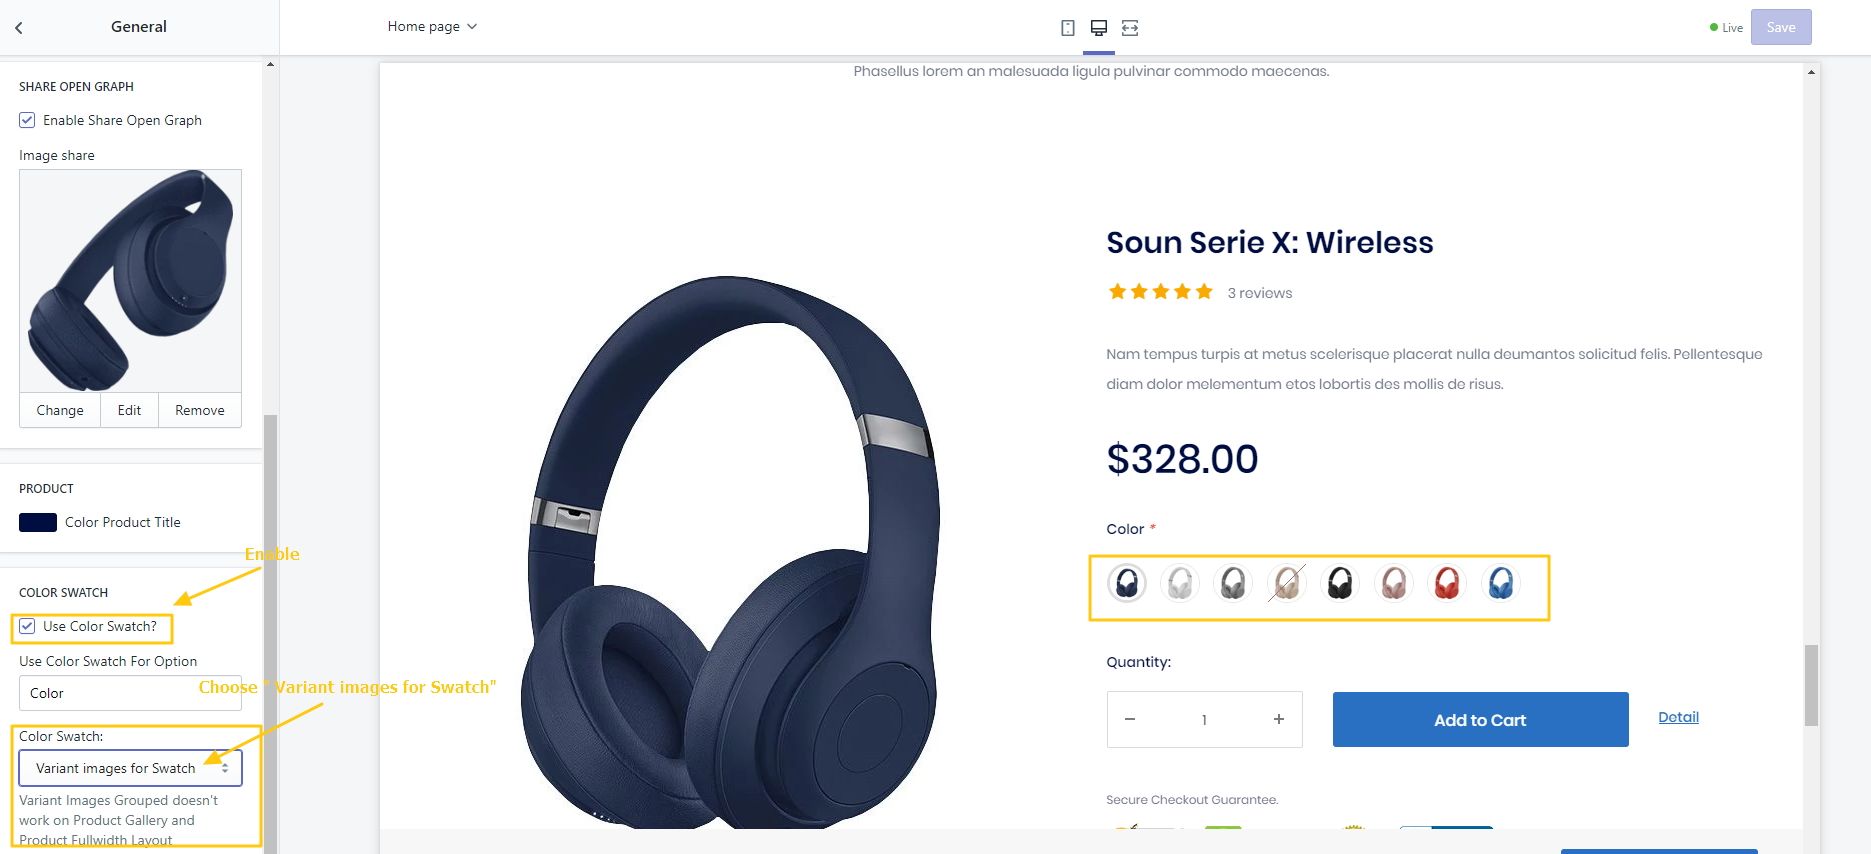 General
Home page
Live
Save
SHARE OPEN GRAPH
Enable Share Open Graph
Image share
Change Edit Remove
PRODUCT
Color Product Title
Enable
COLOR SWATCH
Use Color Swatch?
Use Color Swatch For Option
Color
Choose " Variant images for Swatch"
Color Swatch:
Variant images for Swatch
Variant Images Grouped doesn't
work on Product Gallery and
Product Fullwidth Layout
Phasellus lorem an malesuada ligula pulvinar commodo maecenas.
Soun Serie X: Wireless
3 reviews
Nam tempus turpis at metus scelerisque placerat nulla deumantos solicitud felis. Pellentesque
diam dolor melementum etos lobortis des mollis de risus.
$328.00
Color *
Quantity:
− 1 +
Add to Cart
Detail
Secure Checkout Guarantee.